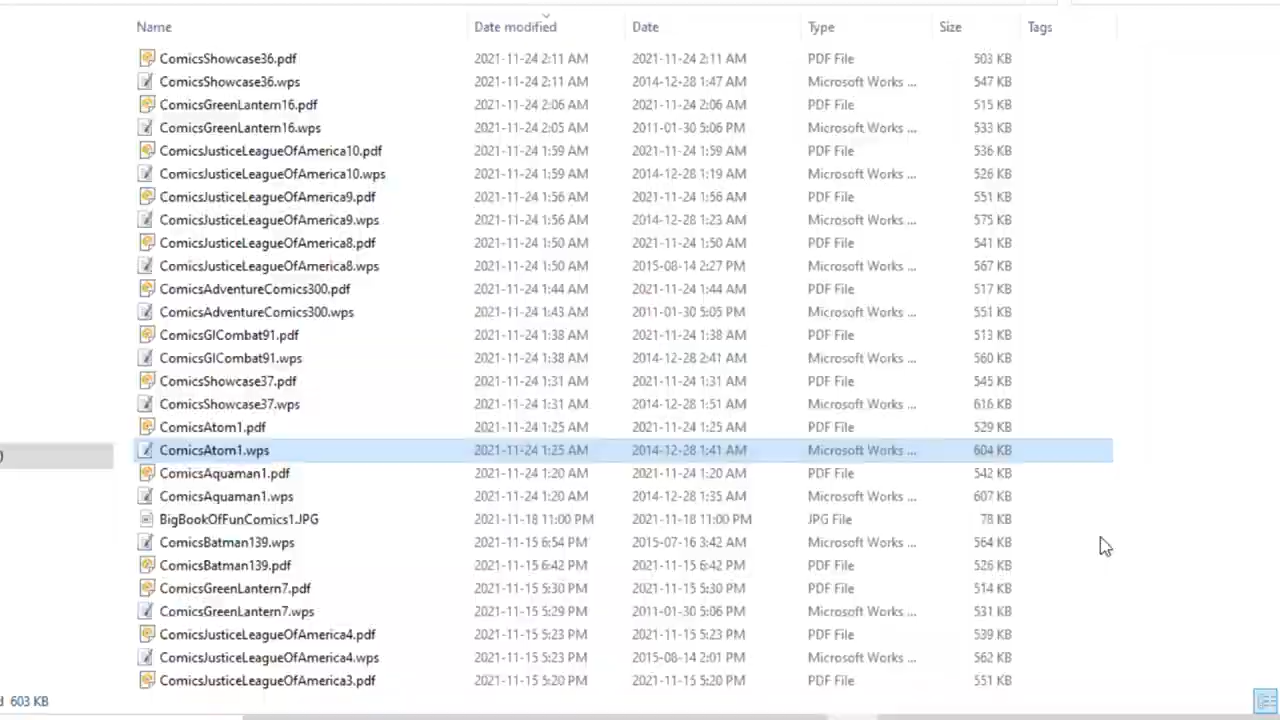 Name Date modified Date Type Size Tags
ComicsShowcase36.pdf 2021-11-24 2:11 AM 2021-11-24 2:11 AM PDF File 503 KB
ComicsShowcase36.wps 2021-11-24 2:11 AM 2014-12-28 1:47 AM Microsoft Works ... 547 KB
ComicsGreenLantern16.pdf 2021-11-24 2:06 AM 2021-11-24 2:06 AM PDF File 515 KB
ComicsGreenLantern16.wps 2021-11-24 2:05 AM 2011-01-30 5:06 PM Microsoft Works ... 533 KB
ComicsJusticeLeagueOfAmerica10.pdf 2021-11-24 1:59 AM 2021-11-24 1:59 AM PDF File 536 KB
ComicsJusticeLeagueOfAmerica10.wps 2021-11-24 1:59 AM 2014-12-28 1:19 AM Microsoft Works ... 526 KB
ComicsJusticeLeagueOfAmerica9.pdf 2021-11-24 1:56 AM 2021-11-24 1:56 AM PDF File 551 KB
ComicsJusticeLeagueOfAmerica9.wps 2021-11-24 1:56 AM 2014-12-28 1:23 AM Microsoft Works ... 575 KB
ComicsJusticeLeagueOfAmerica8.pdf 2021-11-24 1:50 AM 2021-11-24 1:50 AM PDF File 541 KB
ComicsJusticeLeagueOfAmerica8.wps 2021-11-24 1:50 AM 2015-08-14 2:27 PM Microsoft Works ... 567 KB
ComicsAdventureComics300.pdf 2021-11-24 1:44 AM 2021-11-24 1:44 AM PDF File 517 KB
ComicsAdventureComics300.wps 2021-11-24 1:43 AM 2011-01-30 5:05 PM Microsoft Works ... 551 KB
ComicsGICombat91.pdf 2021-11-24 1:38 AM 2021-11-24 1:38 AM PDF File 513 KB
ComicsGICombat91.wps 2021-11-24 1:38 AM 2014-12-28 2:41 AM Microsoft Works ... 560 KB
ComicsShowcase37.pdf 2021-11-24 1:31 AM 2021-11-24 1:31 AM PDF File 545 KB
ComicsShowcase37.wps 2021-11-24 1:31 AM 2014-12-28 1:51 AM Microsoft Works ... 616 KB
ComicsAtom1.pdf 2021-11-24 1:25 AM 2021-11-24 1:25 AM PDF File 529 KB
) ComicsAtom1.wps 2021-11-24 1:25 AM 2014-12-28 1:41 AM Microsoft Works ... 604 KB
ComicsAquaman1.pdf 2021-11-24 1:20 AM 2021-11-24 1:20 AM PDF File 542 KB
ComicsAquaman1.wps 2021-11-24 1:20 AM 2014-12-28 1:35 AM Microsoft Works ... 607 KB
BigBookOfFunComics1.JPG 2021-11-18 11:00 PM 2021-11-18 11:00 PM JPG File 78 KB
ComicsBatman139.wps 2021-11-15 6:54 PM 2015-07-16 3:42 AM Microsoft Works ... 564 KB
ComicsBatman139.pdf 2021-11-15 6:42 PM 2021-11-15 6:42 PM PDF File 526 KB
ComicsGreenLantern7.pdf 2021-11-15 5:30 PM 2021-11-15 5:30 PM PDF File 514 KB
ComicsGreenLantern7.wps 2021-11-15 5:29 PM 2011-01-30 5:06 PM Microsoft Works ... 531 KB
ComicsJusticeLeagueOfAmerica4.pdf 2021-11-15 5:23 PM 2021-11-15 5:23 PM PDF File 539 KB
ComicsJusticeLeagueOfAmerica4.wps 2021-11-15 5:23 PM 2015-08-14 2:01 PM Microsoft Works ... 562 KB
ComicsJusticeLeagueOfAmerica3.pdf 2021-11-15 5:20 PM 2021-11-15 5:20 PM PDF File 551 KB
d 603 KB